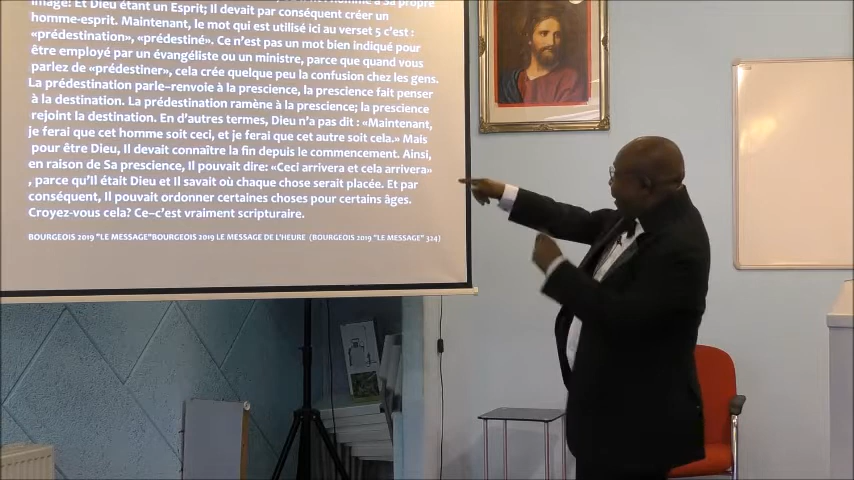 image! Et Dieu étant un Esprit; Il devait par conséquent créer un
homme-esprit. Maintenant, le mot qui est utilisé ici au verset 5 c'est :
«prédestination», «prédestiné». Ce n'est pas un mot bien indiqué pour
être employé par un évangéliste ou un ministre, parce que quand vous
parlez de «prédestiner», cela crée quelque peu la confusion chez les gens.
La prédestination parle–renvoie à la prescience, la prescience fait penser
à la destination. La prédestination ramène à la prescience; la prescience
rejoint la destination. En d'autres termes, Dieu n'a pas dit : «Maintenant,
je ferai que cet homme soit ceci, et je ferai que cet autre soit cela.» Mais
pour être Dieu, Il devait connaître la fin depuis le commencement. Ainsi,
en raison de Sa prescience, Il pouvait dire: «Ceci arrivera et cela arrivera»
, parce qu'Il était Dieu et Il savait où chaque chose serait placée. Et par
conséquent, Il pouvait ordonner certaines choses pour certains âges.
Croyez-vous cela? Ce–c'est vraiment scripturaire.
BOURGEOIS 2019 "LE MESSAGE"BOURGEOIS 2019 LE MESSAGE DE L'HEURE (BOURGEOIS 2019 "LE MESSAGE" 324)